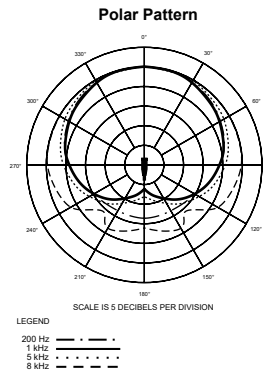 Polar Pattern
0°
330°
30°
300°
60°
270°
240°
120°
210°
150°
180°
SCALE IS 5 DECIBELS PER DIVISION
LEGEND
200 Hz
1 kHz
5 kHz
8 kHz